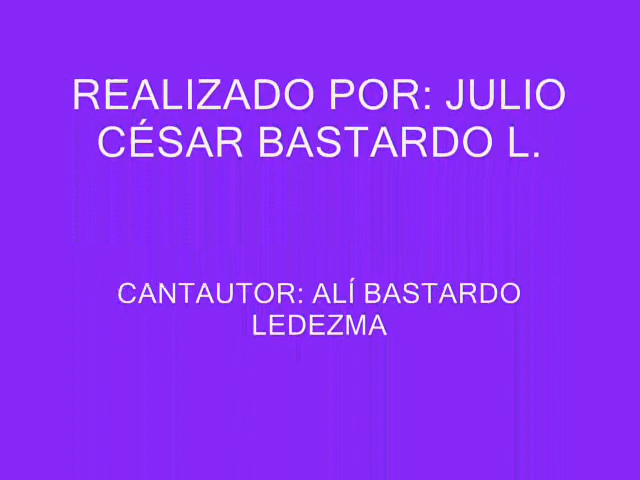 REALIZADO POR: JULIO
CÉSAR BASTARDO L.
CANTAUTOR: ALÍ BASTARDO
LEDEZMA